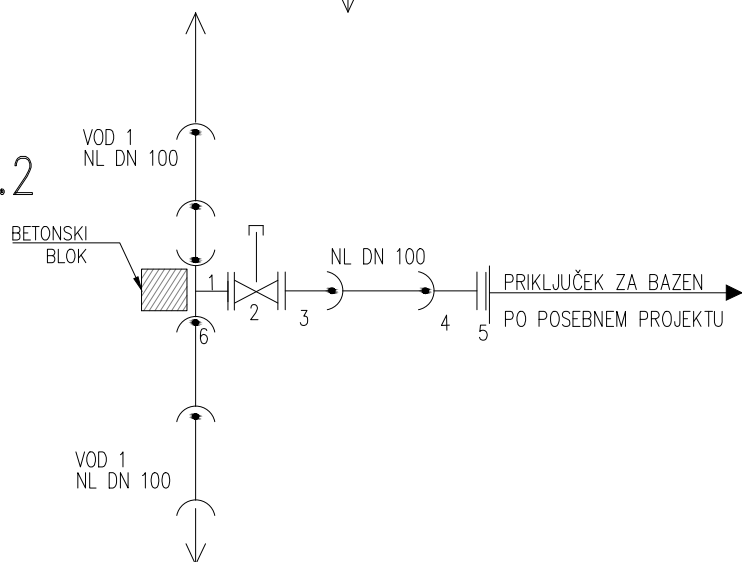 VOD 1
NL DN 100
.2
BETONSKI
BLOK
NL DN 100
1
2
3
4
5
6
PRIKLJUČEK ZA BAZEN
PO POSEBNEM PROJEKTU
VOD 1
NL DN 100